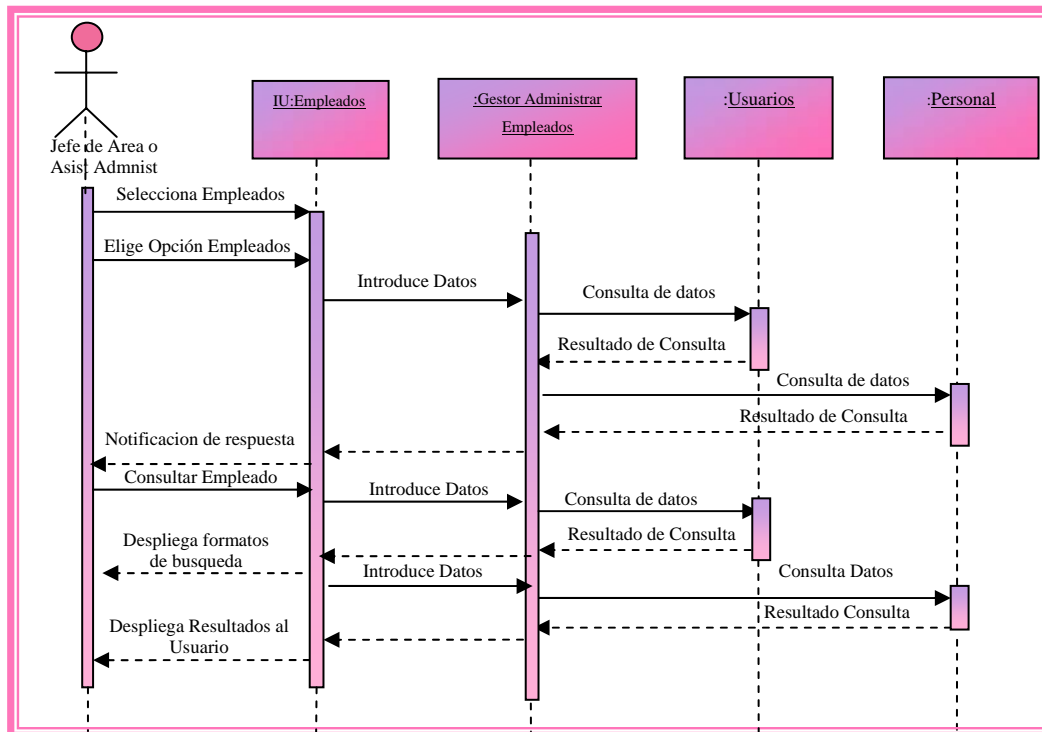 Jefe de Area o
Asist Admnist
IU:Empleados
:Gestor Administrar
Empleados
:Usuarios
:Personal
Selecciona Empleados
Elige Opción Empleados
Introduce Datos
Consulta de datos
Resultado de Consulta
Consulta de datos
Resultado de Consulta
Notificacion de respuesta
Consultar Empleado
Introduce Datos
Consulta de datos
Resultado de Consulta
Despliega formatos
de busqueda
Introduce Datos
Consulta Datos
Resultado Consulta
Despliega Resultados al
Usuario